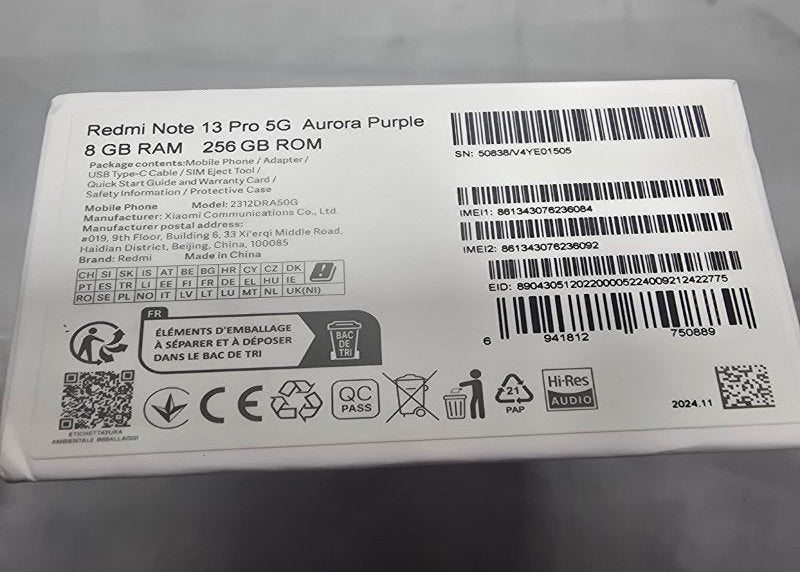 Redmi Note 13 Pro 5G Aurora Purple
8 GB RAM 256 GB ROM
Package contents:Mobile Phone / Adapter /
USB Type-C Cable / SIM Eject Tool /
Quick Start Guide and Warranty Card /
Safety Information / Protective Case
Mobile Phone Model: 2312DRA50G
Manufacturer: Xiaomi Communications Co., Ltd.
Manufacturer postal address:
#019, 9th Floor, Building 6, 33 Xi'erqi Middle Road,
Haidian District, Beijing, China, 100085
Brand: Redmi Made in China
CH SI SK IS AT BE BG HR CY CZ DK
PT ES TR LI EE FI FR DE EL HU IE
RO SE PL NO IT LV LT LU MT NL UK(NI)
FR
ÉLÉMENTS D'EMBALLAGE
À SÉPARER ET À DÉPOSER
DANS LE BAC DE TRI
BAC
DE
TRI
ETICHETTATURA
AMBIENTALE IMBALLAGGI
CE
QC
PASS
21
PAP
Hi-Res
AUDIO
SN: 50838/V4YE01505
IMEI1: 861343076236084
IMEI2: 861343076236092
EID: 89043051202200005224009212422775
6 941812 750889
2024.11